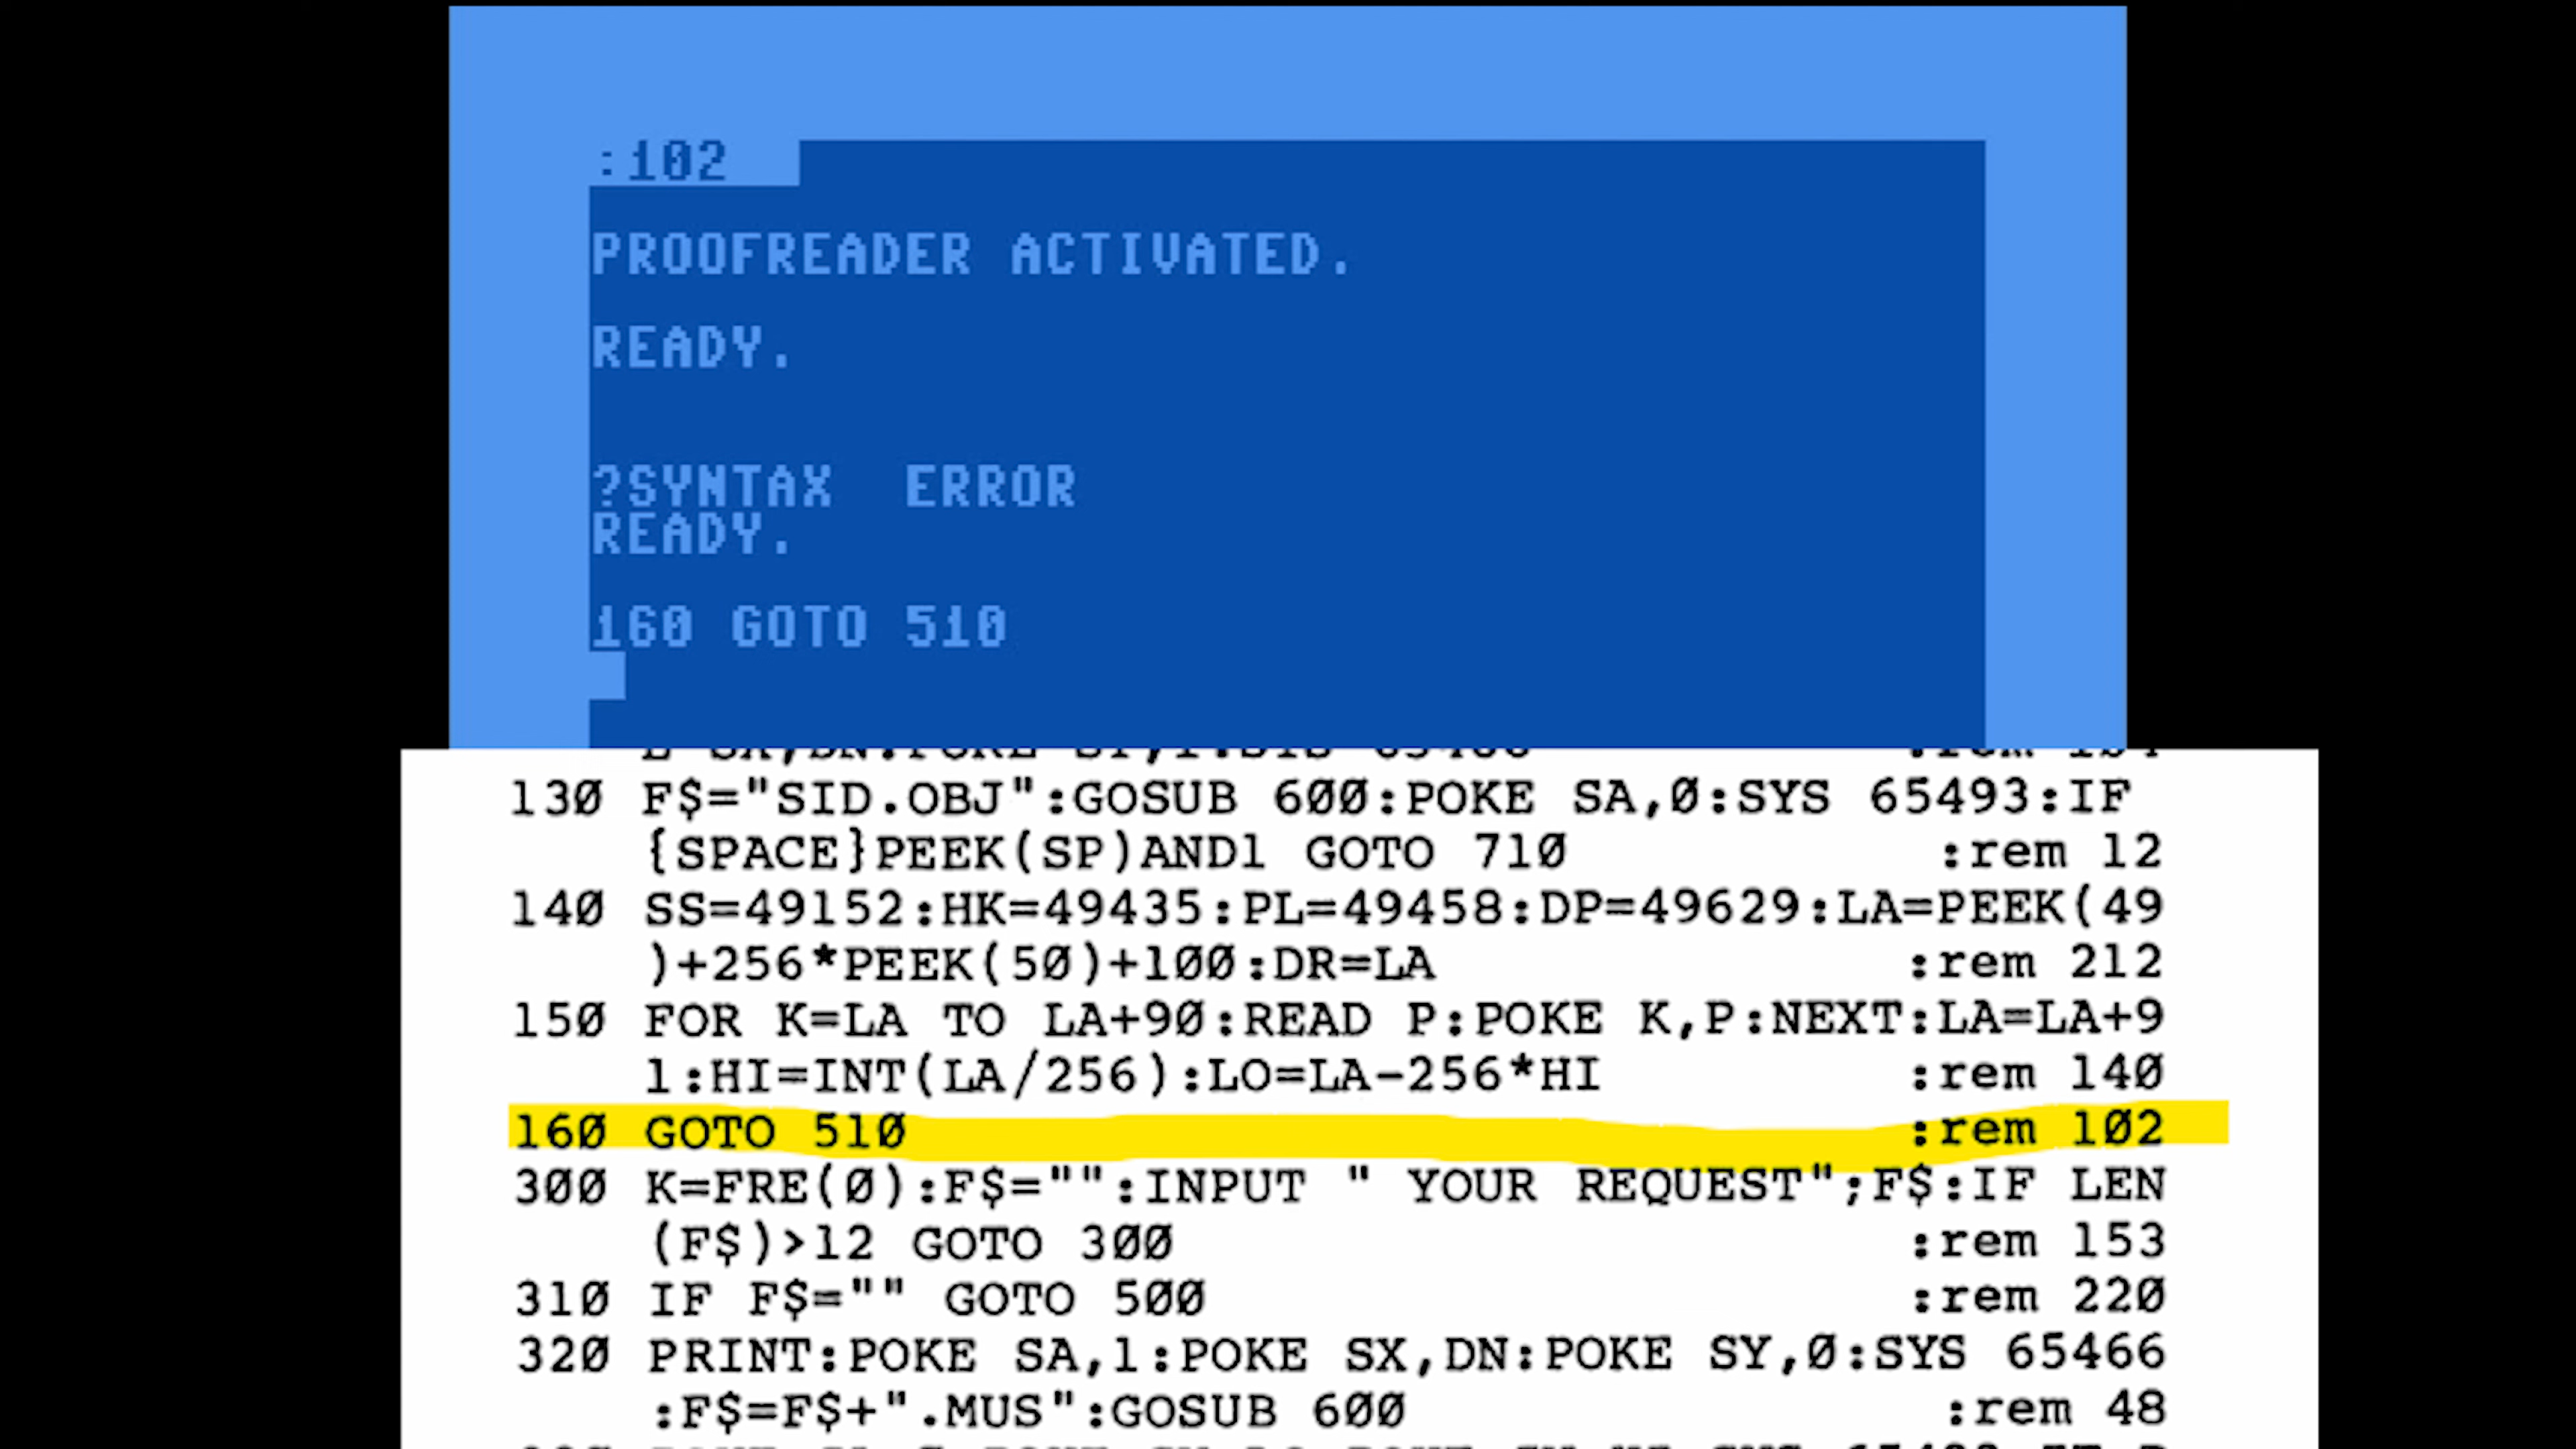 :102
PROOFREADER ACTIVATED.
READY.
?SYNTAX  ERROR
READY.
160 GOTO 510
130 F$="SID.OBJ":GOSUB 600:POKE SA,0:SYS 65493:IF
{SPACE}PEEK(SP)AND1 GOTO 710 :rem 12
140 SS=49152:HK=49435:PL=49458:DP=49629:LA=PEEK(49
)+256*PEEK(50)+100:DR=LA :rem 212
150 FOR K=LA TO LA+90:READ P:POKE K,P:NEXT:LA=LA+9
1:HI=INT(LA/256):LO=LA-256*HI :rem 140
160 GOTO 510 :rem 102
300 K=FRE(0):F$="":INPUT " YOUR REQUEST";F$:IF LEN
(F$)>12 GOTO 300 :rem 153
310 IF F$="" GOTO 500 :rem 220
320 PRINT:POKE SA,1:POKE SX,DN:POKE SY,0:SYS 65466
:F$=F$+".MUS":GOSUB 600 :rem 48